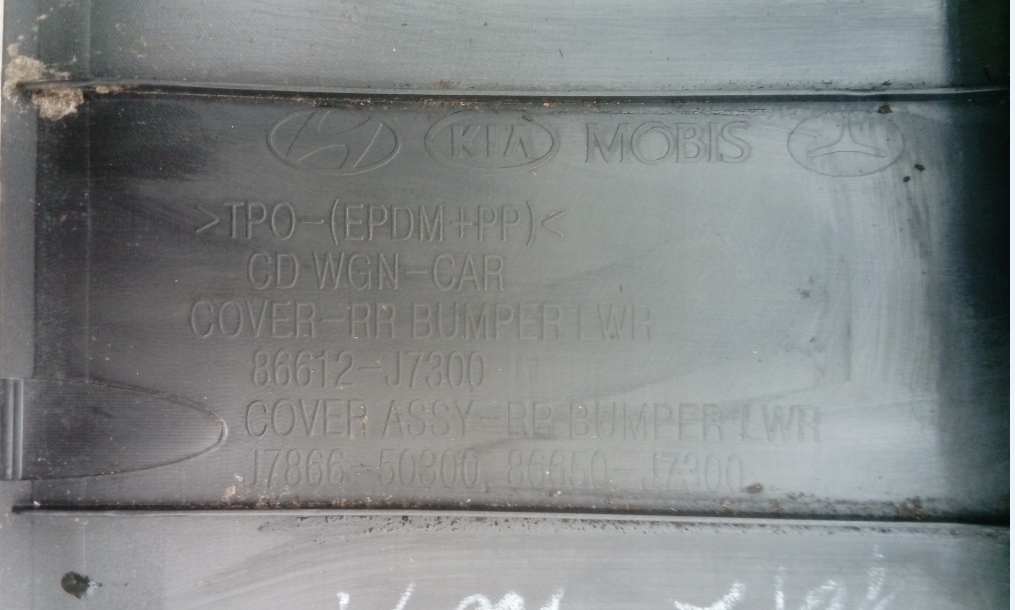 KIA MOBIS
>TPO-(EPDM+PP)<
CD WGN-CAR
COVER-RR BUMPER LWR
86612-J7300
COVER ASSY-RR BUMPER LWR
J7866-50300, 86650-J7300